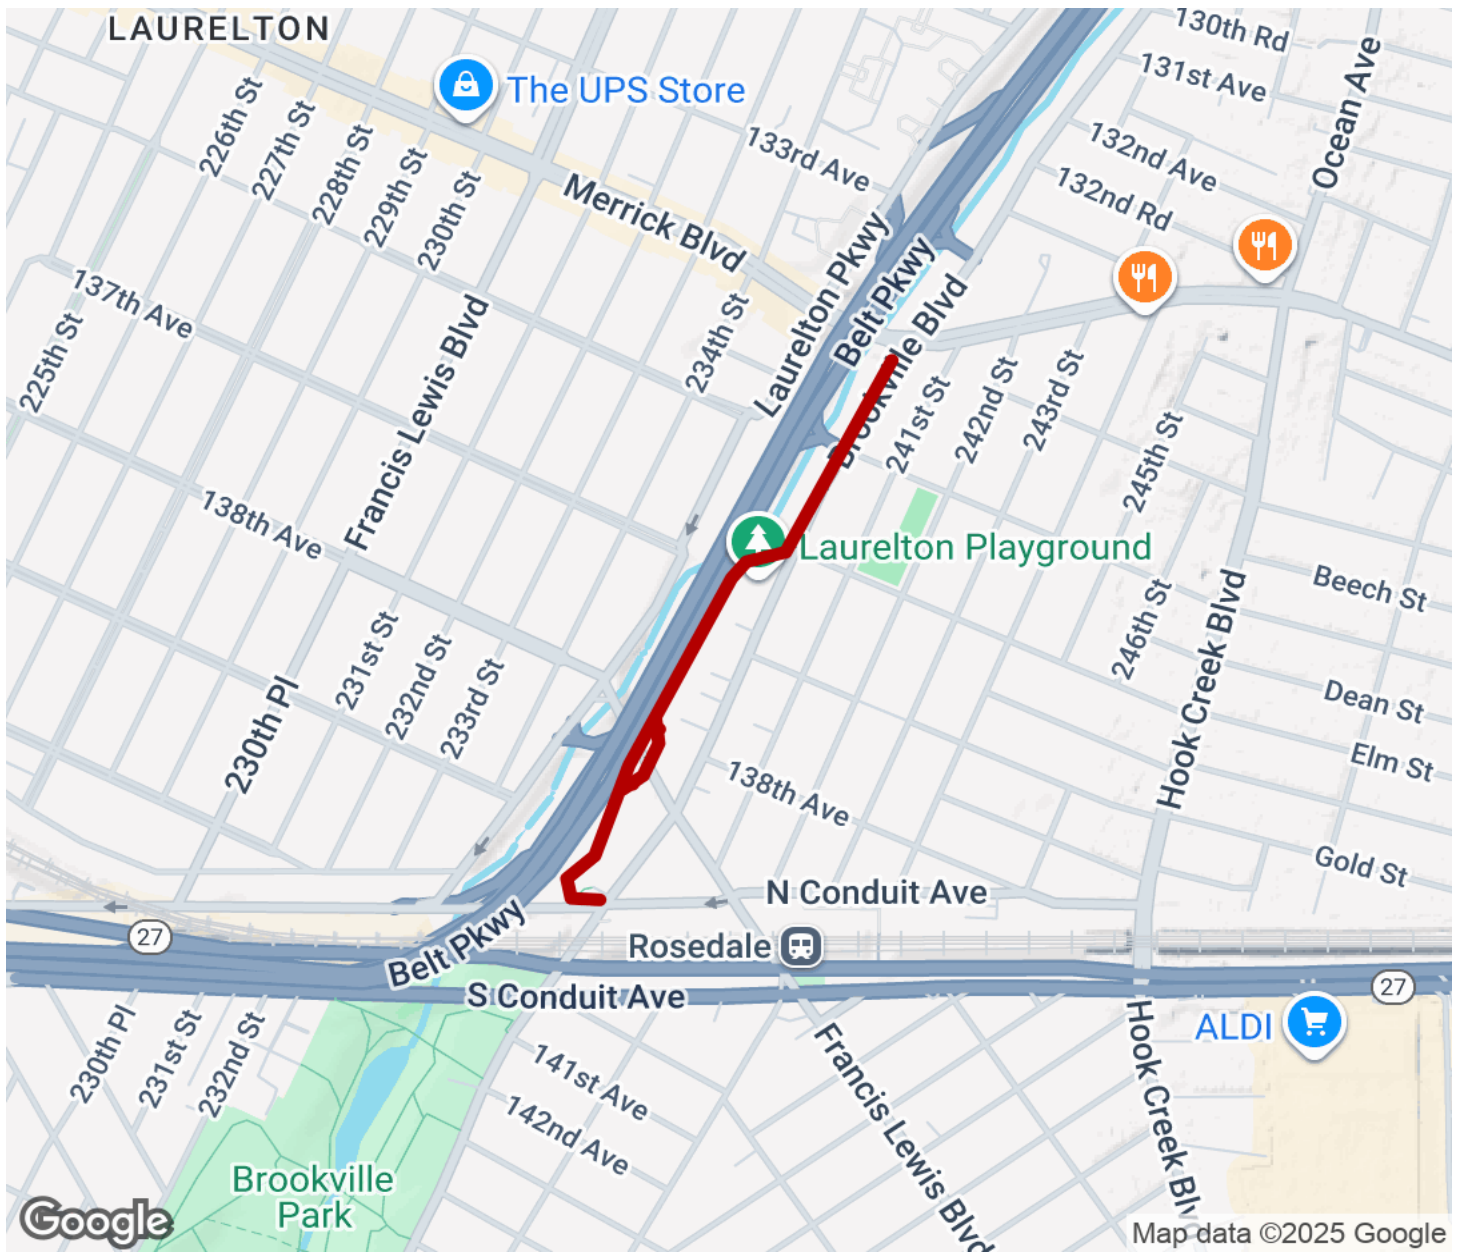 LAURELTON
The UPS Store
130th Rd
131st Ave
Ocean Ave
132nd Ave
132nd Rd
133rd Ave
226th St
227th St
228th St
229th St
230th St
Merrick Blvd
Laurelton Pkwy
Belt Pkwy
Brookville Blvd
137th Ave
225th St
Francis Lewis Blvd
234th St
241st St
242nd St
243rd St
245th St
138th Ave
Laurelton Playground
Beech St
246th St
Hook Creek Blvd
231st St
232nd St
233rd St
230th Pl
Dean St
Elm St
138th Ave
Gold St
N Conduit Ave
27
Rosedale
Belt Pkwy
S Conduit Ave
27
ALDI
230th Pl
231st St
232nd St
141st Ave
142nd Ave
Francis Lewis Blvd
Hook Creek Blv
Brookville
Park
Google
Map data ©2025 Google